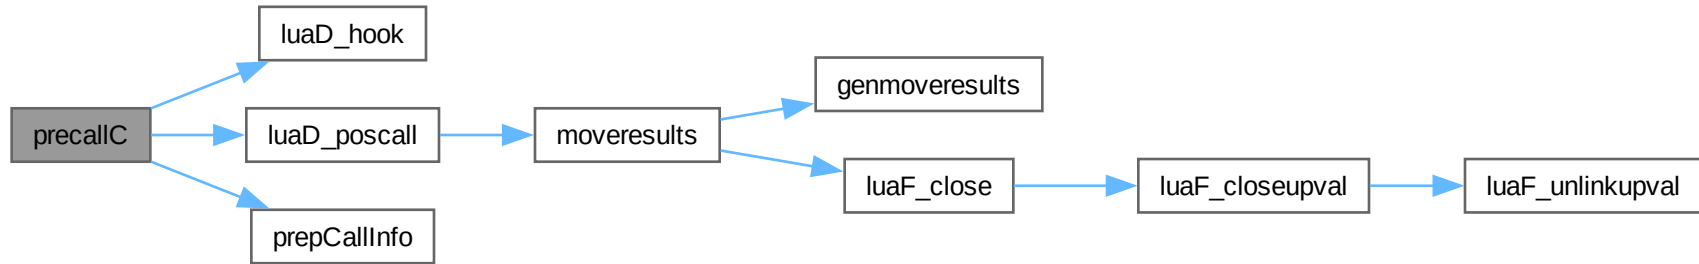 luaD_hook
precallC
luaD_poscall
prepCallInfo
moveresults
genmoveresults
luaF_close
luaF_closeupval
luaF_unlinkupval